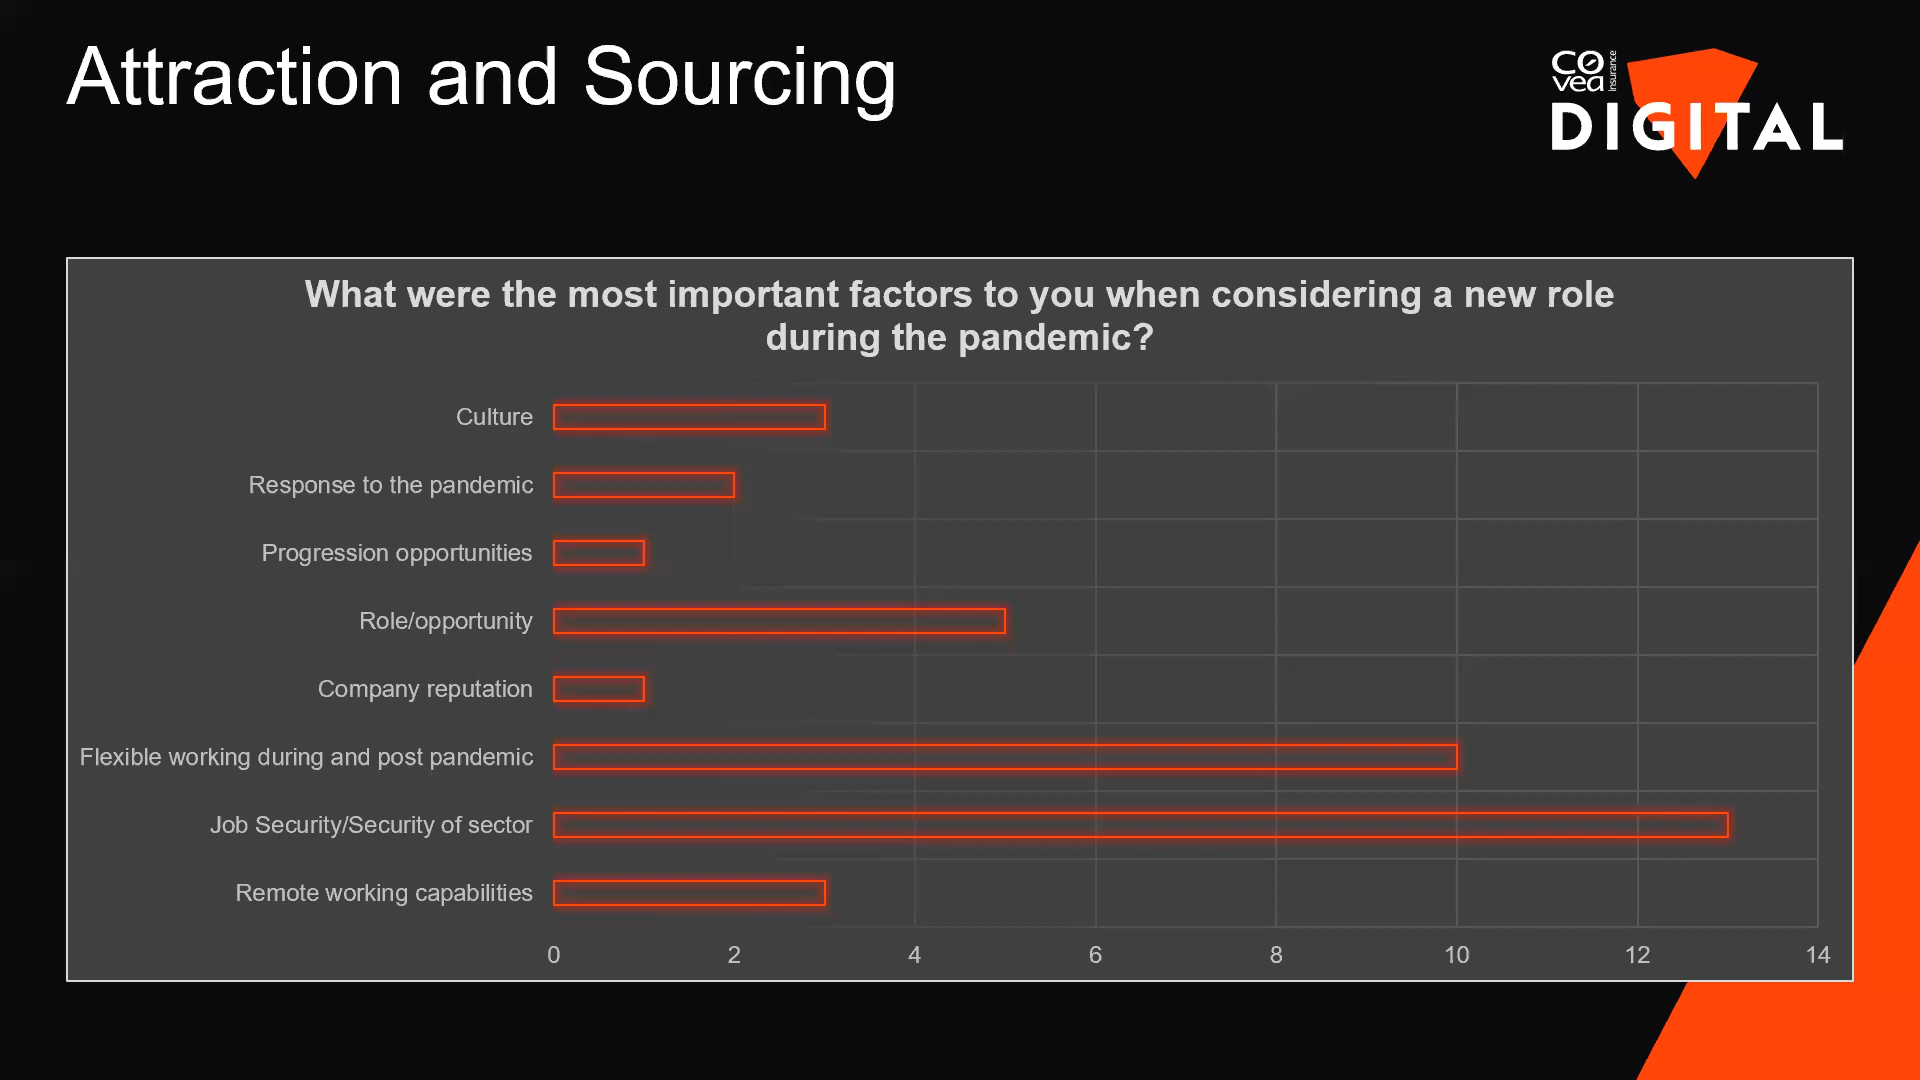 Attraction and Sourcing
CO
vea
Insurance
DIGITAL
What were the most important factors to you when considering a new role
during the pandemic?
Culture
Response to the pandemic
Progression opportunities
Role/opportunity
Company reputation
Flexible working during and post pandemic
Job Security/Security of sector
Remote working capabilities
0 2 4 6 8 10 12 14